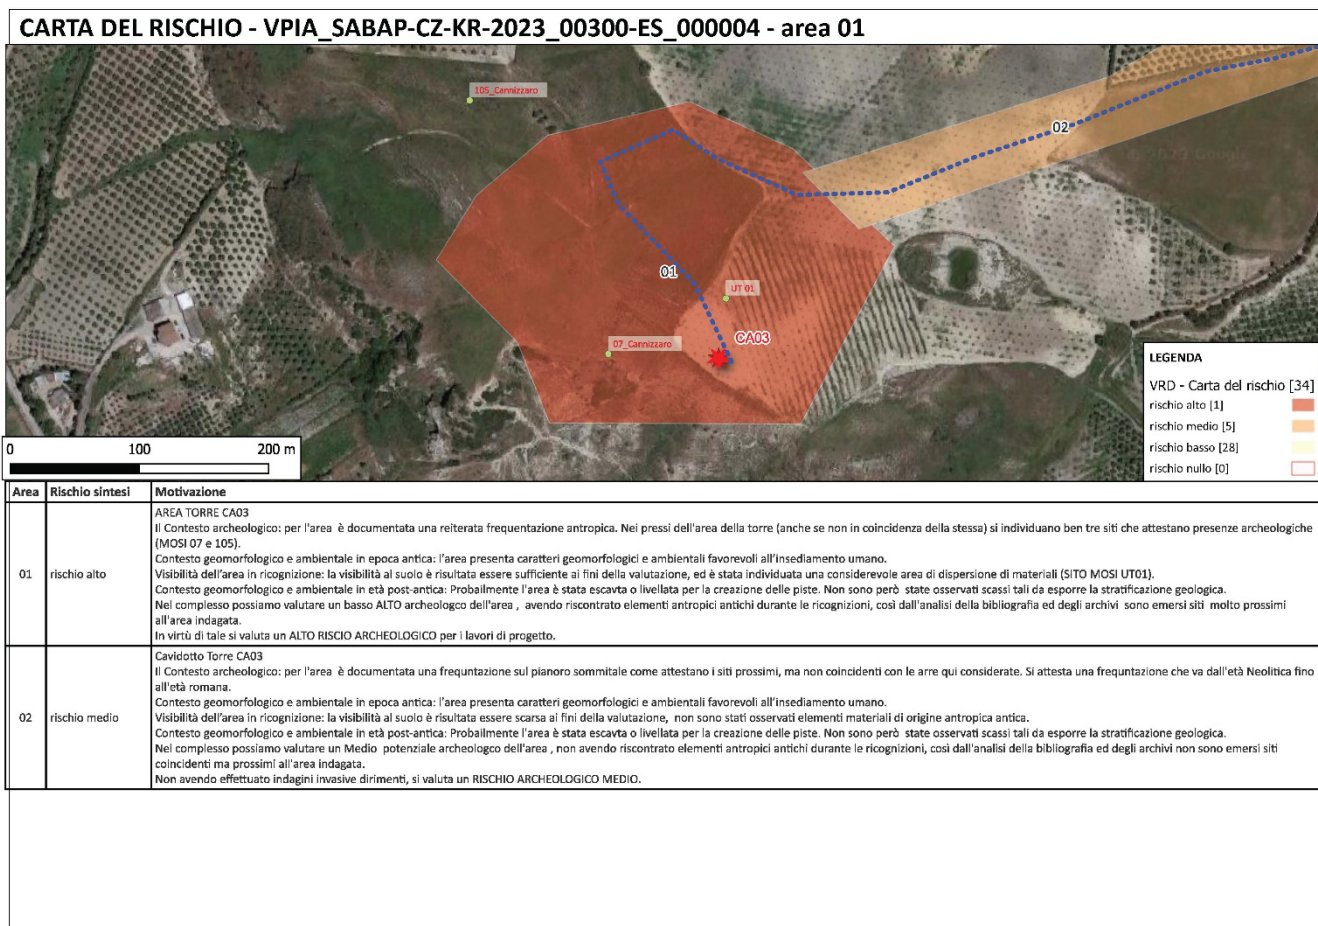 CARTA DEL RISCHIO - VPIA_SABAP-CZ-KR-2023_00300-ES_000004 - area 01
105_Cannizzaro
02
01
UT 01
CA03
07_Cannizzaro
LEGENDA
VRD - Carta del rischio [34]
rischio alto [1]
rischio medio [5]
rischio basso [28]
rischio nullo [0]
0 100 200 m
Area Rischio sintesi Motivazione
AREA TORRE CA03
Il Contesto archeologico: per l'area è documentata una reiterata frequentazione antropica. Nei pressi dell'area della torre (anche se non in coincidenza della stessa) si individuano ben tre siti che attestano presenze archeologiche
(MOSI 07 e 105).
Contesto geomorfologico e ambientale in epoca antica: l'area presenta caratteri geomorfologici e ambientali favorevoli all'insediamento umano.
01 rischio alto
Visibilità dell'area in ricognizione: la visibilità al suolo è risultata essere sufficiente ai fini della valutazione, ed è stata individuata una considerevole area di dispersione di materiali (SITO MOSI UT01).
Contesto geomorfologico e ambientale in età post-antica: Probailmente l'area è stata escavta o livellata per la creazione delle piste. Non sono però state osservati scassi tali da esporre la stratificazione geologica.
Nel complesso possiamo valutare un basso ALTO archeologco dell'area , avendo riscontrato elementi antropici antichi durante le ricognizioni, così dall'analisi della bibliografia ed degli archivi sono emersi siti molto prossimi
all'area indagata.
In virtù di tale si valuta un ALTO RISCIO ARCHEOLOGICO per i lavori di progetto.
Cavidotto Torre CA03
Il Contesto archeologico: per l'area è documentata una frequntazione sul pianoro sommitale come attestano i siti prossimi, ma non coincidenti con le arre qui considerate. Si attesta una frequntazione che va dall'età Neolitica fino
all'età romana.
Contesto geomorfologico e ambientale in epoca antica: l'area presenta caratteri geomorfologici e ambientali favorevoli all'insediamento umano.
02 rischio medio
Visibilità dell'area in ricognizione: la visibilità al suolo è risultata essere scarsa ai fini della valutazione, non sono stati osservati elementi materiali di origine antropica antica.
Contesto geomorfologico e ambientale in età post-antica: Probailmente l'area è stata escavta o livellata per la creazione delle piste. Non sono però state osservati scassi tali da esporre la stratificazione geologica.
Nel complesso possiamo valutare un Medio potenziale archeologco dell'area , non avendo riscontrato elementi antropici antichi durante le ricognizioni, così dall'analisi della bibliografia ed degli archivi non sono emersi siti
coincidenti ma prossimi all'area indagata.
Non avendo effettuato indagini invasive dirimenti, si valuta un RISCHIO ARCHEOLOGICO MEDIO.